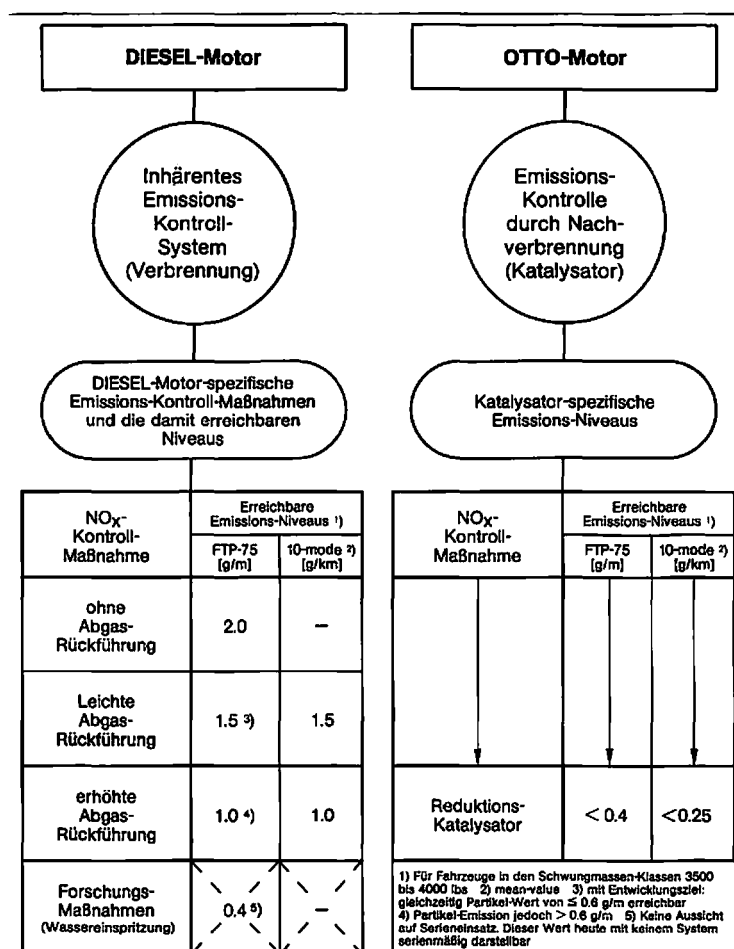 DIESEL-Motor
Inhärentes
Emissions-
Kontroll-
System
(Verbrennung)
DIESEL-Motor-spezifische
Emissions-Kontroll-Maßnahmen
und die damit erreichbaren
Niveaus
NOx-
Kontroll-
Maßnahme
Erreichbare
Emissions-Niveaus 1)
FTP-75
[g/m]
10-mode 2)
[g/km]
ohne
Abgas-
Rückführung
2.0
–
Leichte
Abgas-
Rückführung
1.5 3)
1.5
erhöhte
Abgas-
Rückführung
1.0 4)
1.0
Forschungs-
Maßnahmen
(Wassereinspritzung)
0.4 5)
–
OTTO-Motor
Emissions-
Kontrolle
durch Nach-
verbrennung
(Katalysator)
Katalysator-spezifische
Emissions-Niveaus
NOx-
Kontroll-
Maßnahme
Erreichbare
Emissions-Niveaus 1)
FTP-75
[g/m]
10-mode 2)
[g/km]
Reduktions-
Katalysator
< 0.4
<0.25
1) Für Fahrzeuge in den Schwungmassen-Klassen 3500
bis 4000 lbs 2) mean-value 3) mit Entwicklungsziel:
gleichzeitig Partikel-Wert von ≤ 0.6 g/m erreichbar
4) Partikel-Emission jedoch > 0.6 g/m 5) Keine Aussicht
auf Serieneinsatz. Dieser Wert heute mit keinem System
serienmäßig darstellbar